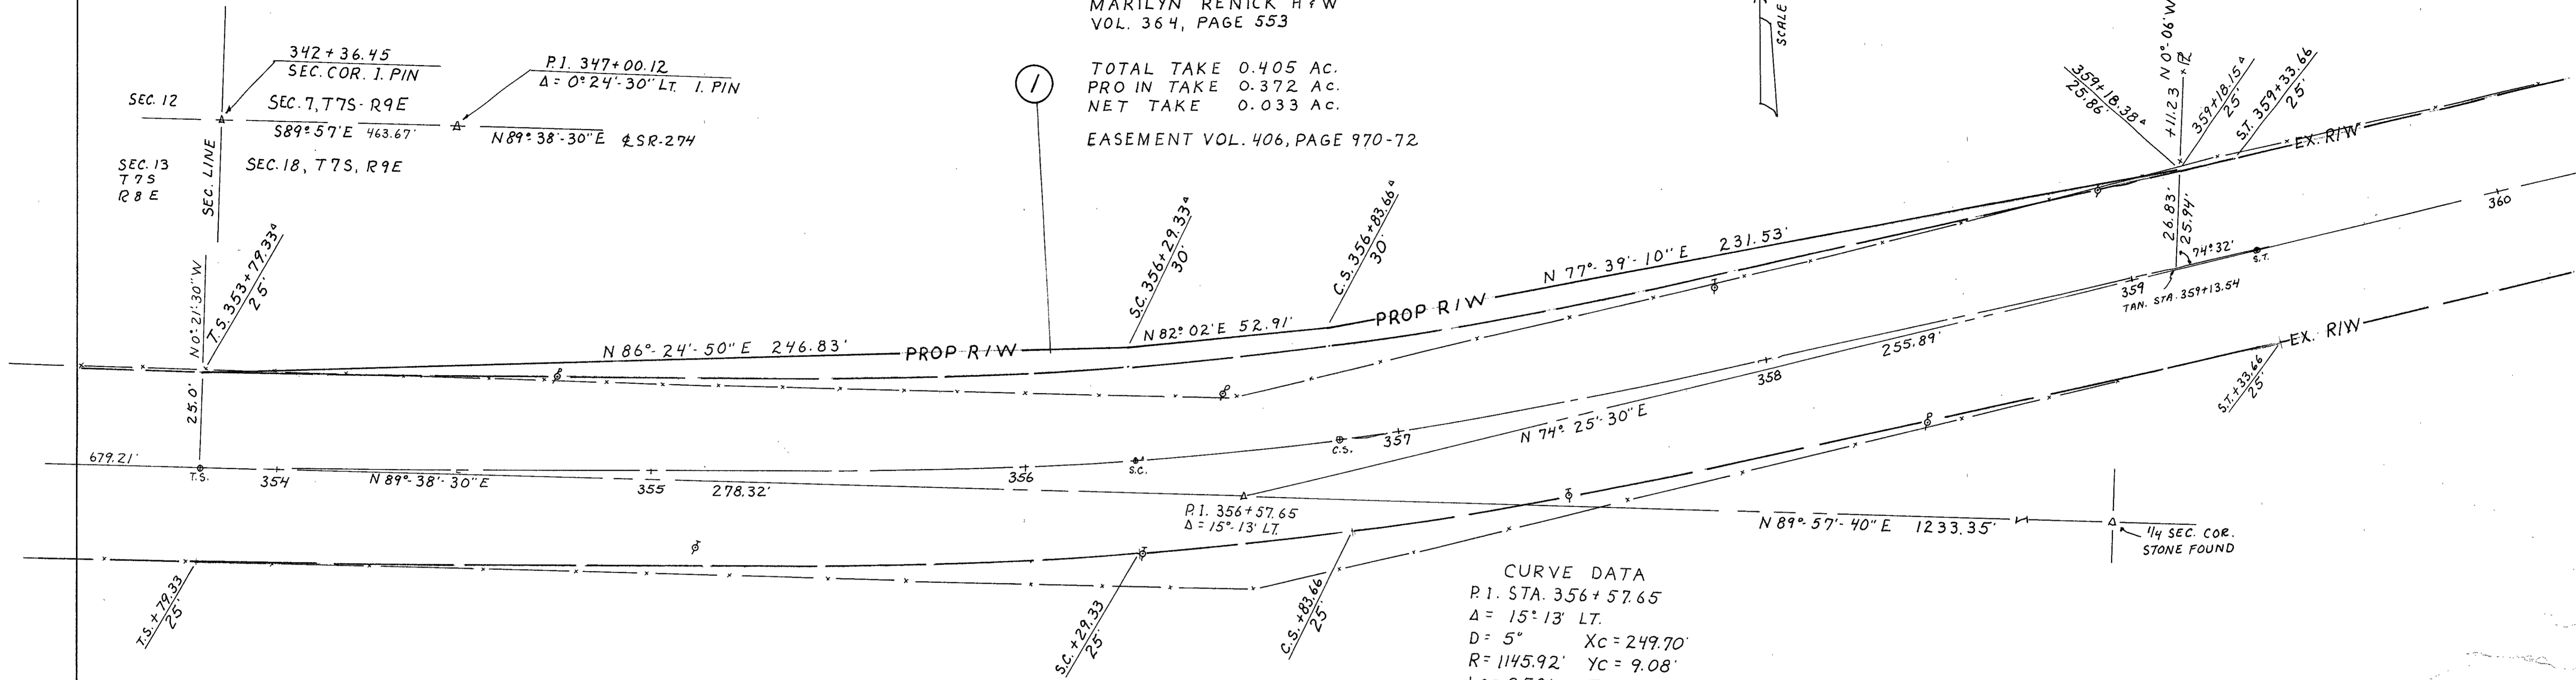 MARILYN RENICK H&W
VOL. 364, PAGE 553
TOTAL TAKE 0.405 AC.
PRO IN TAKE 0.372 AC.
NET TAKE 0.033 AC.
EASEMENT VOL. 406, PAGE 970-72
1
SCALE
342+36.45
SEC. COR. I. PIN
P.I. 347+00.12
Δ = 0°24'-30" LT. I. PIN
SEC. 12
SEC. 7, T7S-R9E
S89°57'E 463.67'
N89°38'-30"E ℄ SR-274
SEC. 13
T7S
R8E
SEC. 18, T7S, R9E
SEC. LINE
N0°-21'-30"W
T.S. 353+79.33Δ
25'
25.0'
N 86°-24'-50"E 246.83'
PROP R/W
S.C. 356+29.33Δ
30'
N 82°02'E 52.91'
C.S. 356+83.66Δ
30'
PROP R/W
N 77°-39'-10"E 231.53'
359+18.38Δ
25.86'
+11.23 N0°-06'W
℄
359+18.15Δ
25'
S.T. 359+33.66
25'
EX. R/W
26.83'
25.94'
74°32'
S.T.
359
TAN. STA. 359+13.54
360
679.21'
T.S.
354
N 89°-38'-30"E
355
278.32'
356
S.C.
C.S.
357
N 74°25'-30"E
358
255.89'
EX. R/W
S.T. +33.66
25'
P.I. 356+57.65
Δ = 15°-13' LT.
N 89°-57'-40"E 1233.35'
1/4 SEC. COR.
STONE FOUND
T.S. +79.33
25'
S.C. +29.33
25'
C.S. +83.66
25'
CURVE DATA
P.I. STA. 356+57.65
Δ = 15°-13' LT.
D = 5° Xc = 249.70'
R = 1145.92' Yc = 9.08'